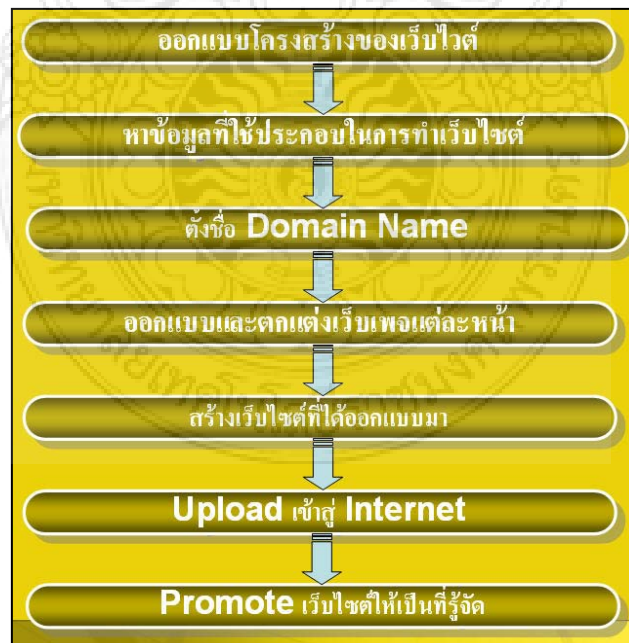 ออกแบบโครงสร้างของเว็บไวต์
หาข้อมูลที่ใช้ประกอบในการทำเว็บไซต์
ตั้งชื่อ Domain Name
ออกแบบและตกแต่งเว็บเพจแต่ละหน้า
สร้างเว็บไซต์ที่ได้ออกแบบมา
Upload เข้าสู่ Internet
Promote เว็บไซต์ให้เป็นที่รู้จัด